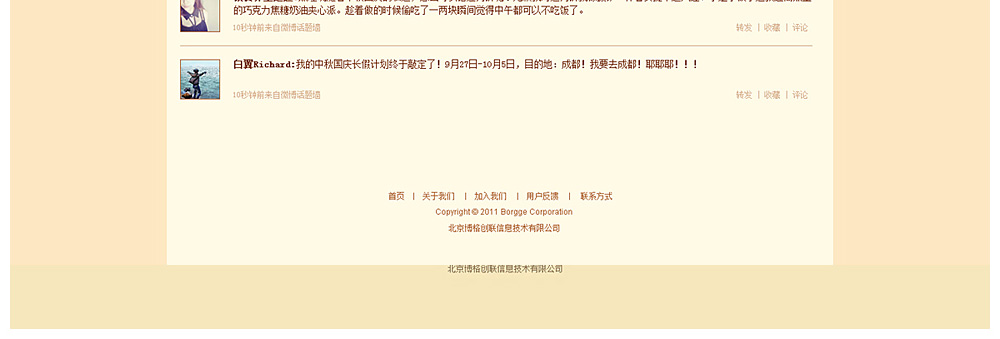 的巧克力焦糖奶油夹心派。趁着做的时候偷吃了一两块瞬间觉得中午都可以不吃饭了。
10秒钟前来自微博话题墙
转发 | 收藏 | 评论
白翼Richard:我的中秋国庆长假计划终于敲定了！9月27日-10月5日，目的地：成都！我要去成都！耶耶耶！！！
10秒钟前来自微博话题墙
转发 | 收藏 | 评论
首页 | 关于我们 | 加入我们 | 用户反馈 | 联系方式
Copyright © 2011 Borgge Corporation
北京博格创联信息技术有限公司
北京博格创联信息技术有限公司